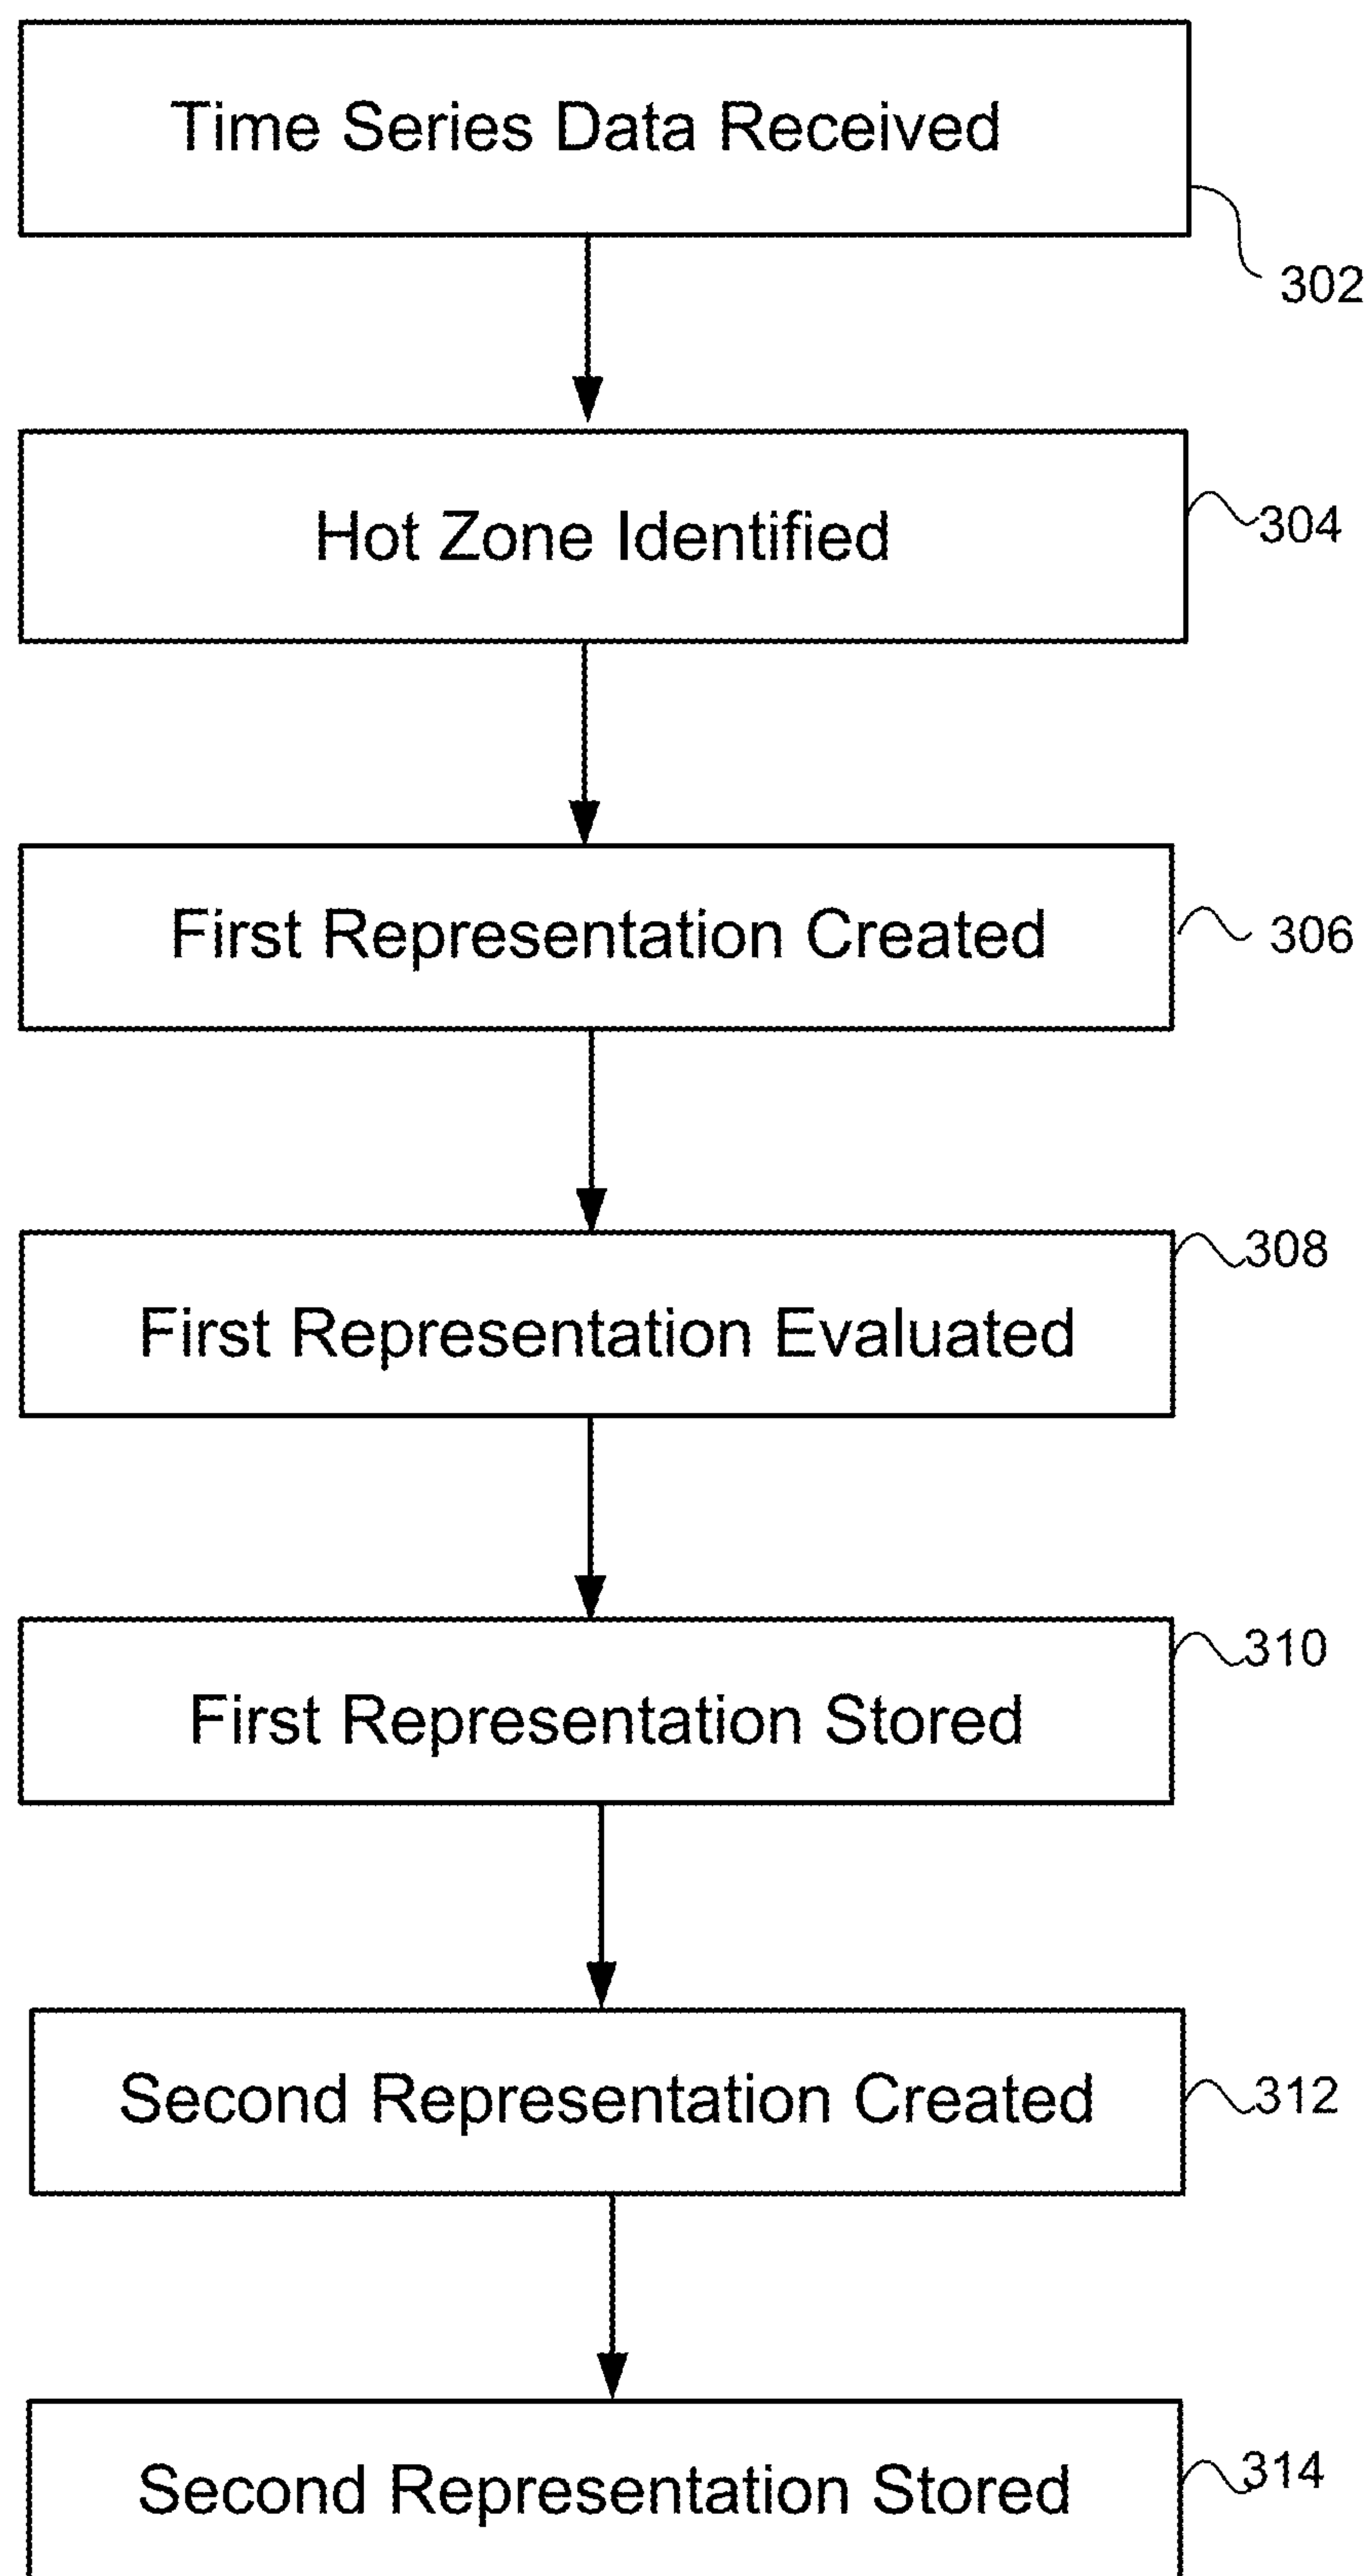 Time Series Data Received
302
Hot Zone Identified
304
First Representation Created
306
308
First Representation Evaluated
310
First Representation Stored
Second Representation Created
312
Second Representation Stored
314